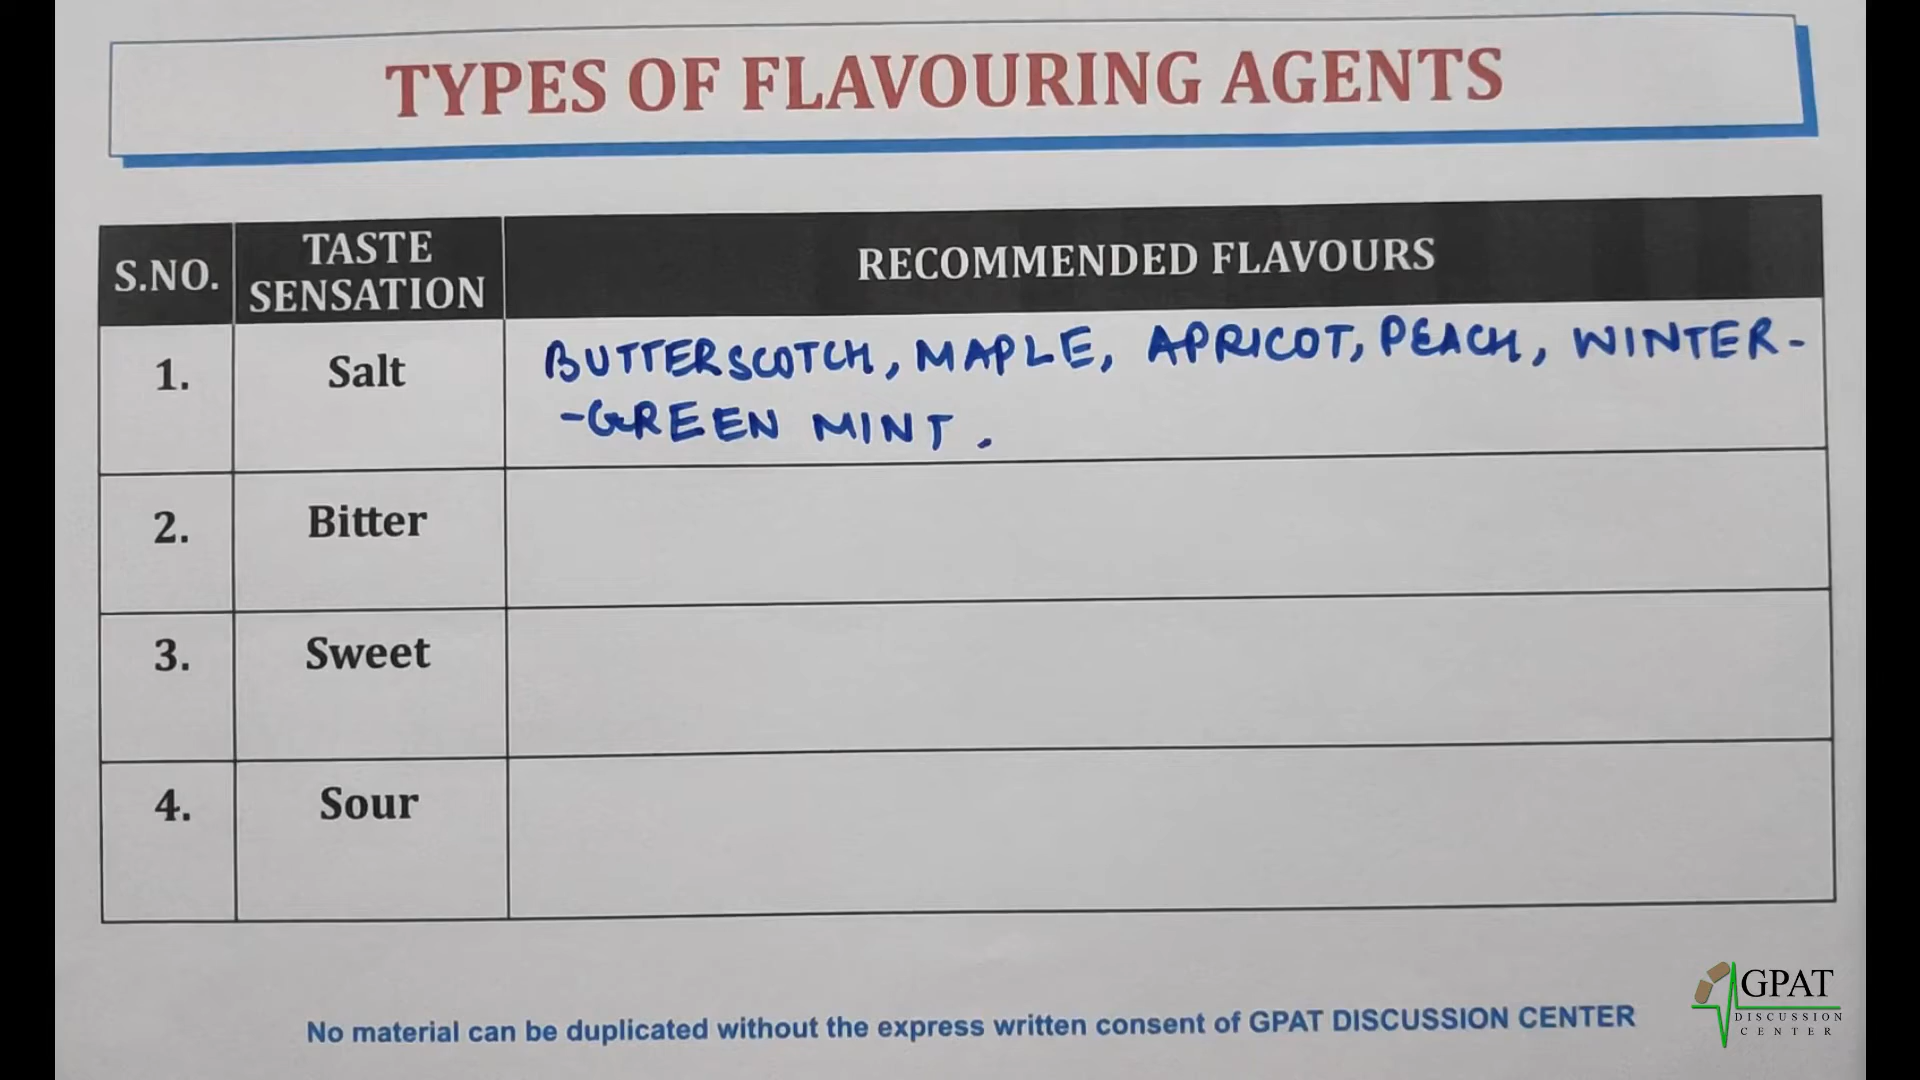 TYPES OF FLAVOURING AGENTS
S.NO. TASTE SENSATION RECOMMENDED FLAVOURS
1. Salt BUTTERSCOTCH, MAPLE, APRICOT, PEACH, WINTER-
-GREEN MINT.
2. Bitter
3. Sweet
4. Sour
GPAT
DISCUSSION
CENTER
No material can be duplicated without the express written consent of GPAT DISCUSSION CENTER